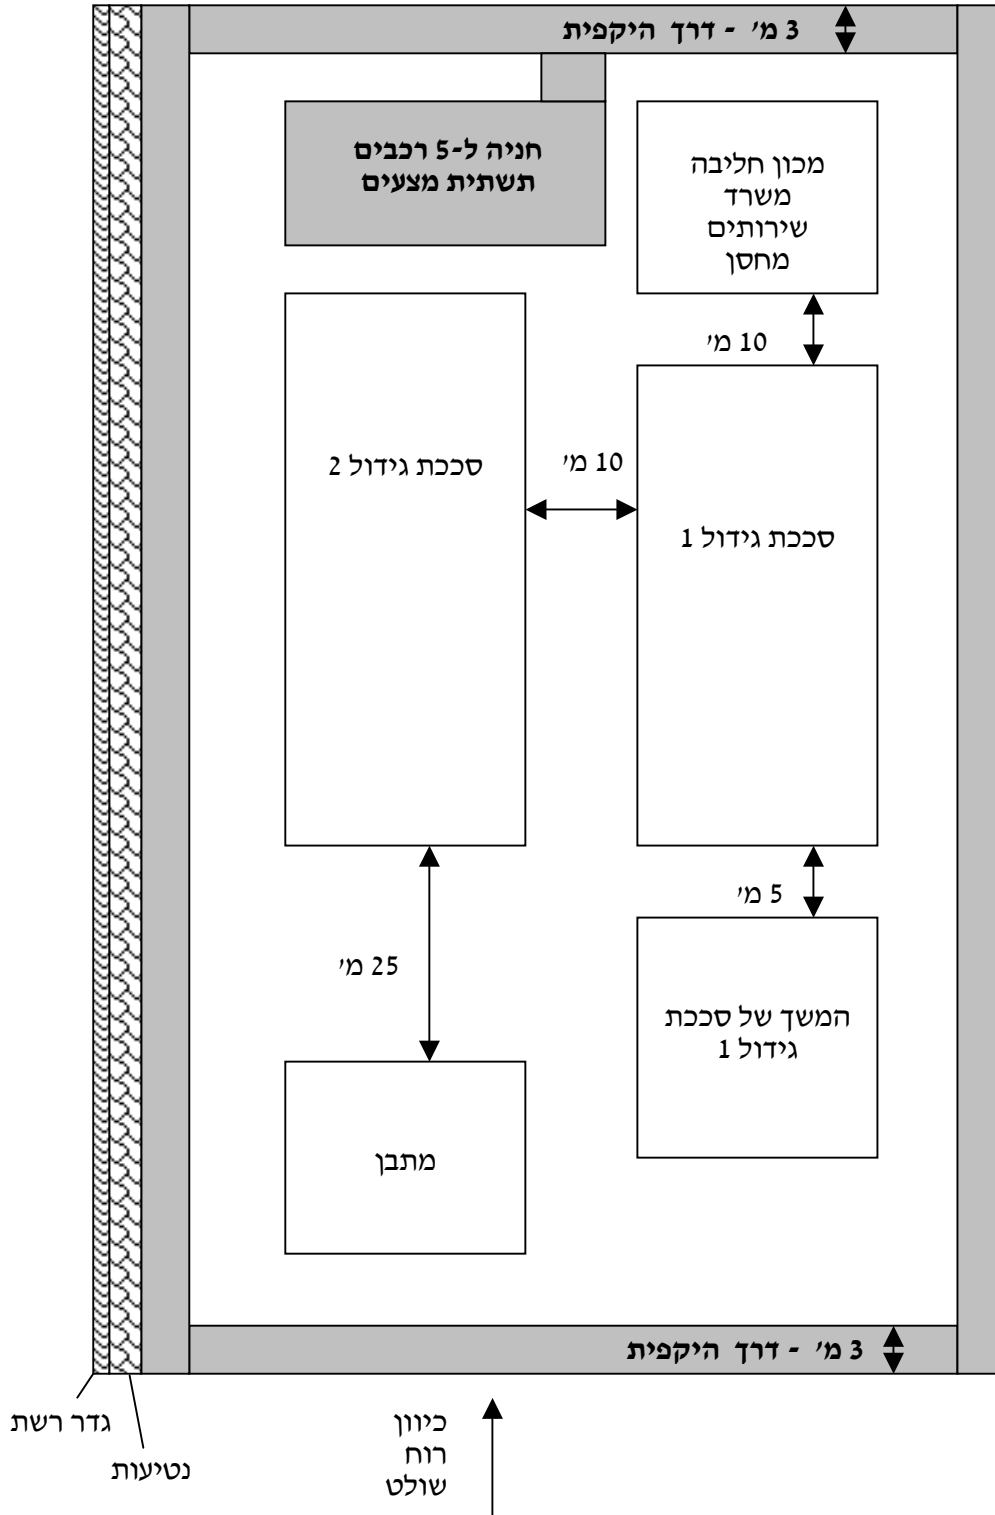 3 מ' - דרך היקפית
מכון חליבה
משרד
שירותים
מחסן
חניה ל-5 רכבים
תשתית מצעים
10 מ'
סככת גידול 1
10 מ'
סככת גידול 2
5 מ'
המשך של סככת
גידול 1
25 מ'
מתבן
3 מ' - דרך היקפית
כיוון
רוח
שולט
נטיעות
גדר רשת